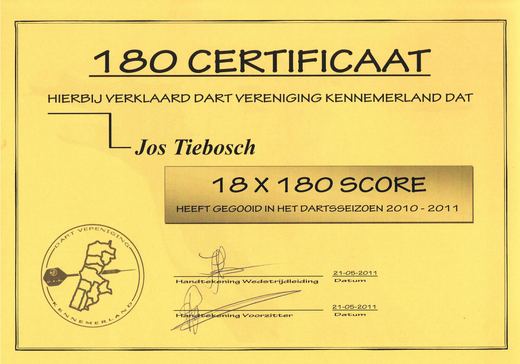 180 CERTIFICAAT
HIERBIJ VERKLAARD DART VERENIGING KENNEMERLAND DAT
Jos Tiebosch
18 X 180 SCORE
HEEFT GEGOOID IN HET DARTSSEIZOEN 2010 - 2011
DART VERENIGING
KENNEMERLAND
21-05-2011
Handtekening Wedstrijdleiding Datum
21-05-2011
Handtekening Voorzitter Datum